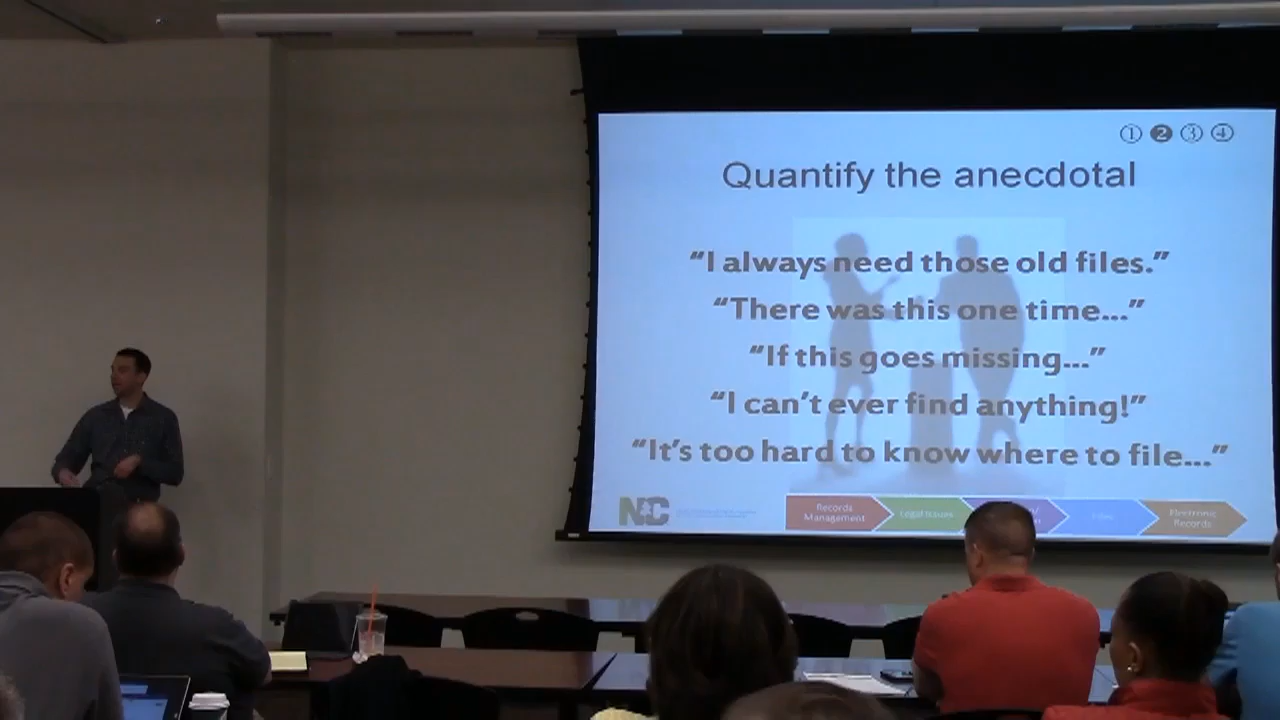 ① ❷ ③ ④
Quantify the anecdotal
“I always need those old files.”
“There was this one time...”
“If this goes missing...”
“I can’t ever find anything!”
“It’s too hard to know where to file...”
NC
Records
Management
Legal Issues
Electronic
Records